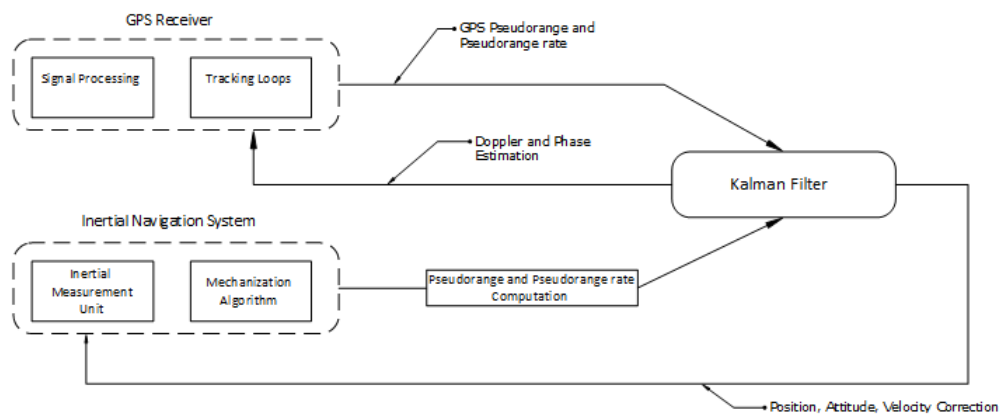 GPS Receiver
Signal Processing
Tracking Loops
GPS Pseudorange and
Pseudorange rate
Doppler and Phase
Estimation
Kalman Filter
Inertial Navigation System
Inertial
Measurement
Unit
Mechanization
Algorithm
Pseudorange and Pseudorange rate
Computation
Position, Attitude, Velocity Correction